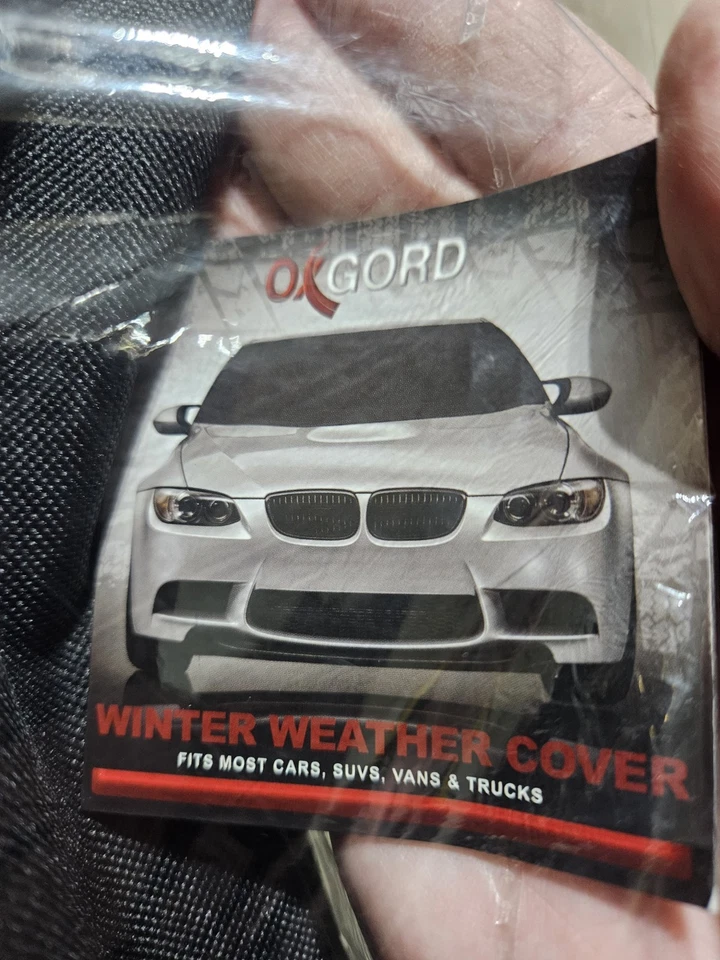 OXGORD
WINTER WEATHER COVER
FITS MOST CARS, SUVS, VANS & TRUCKS